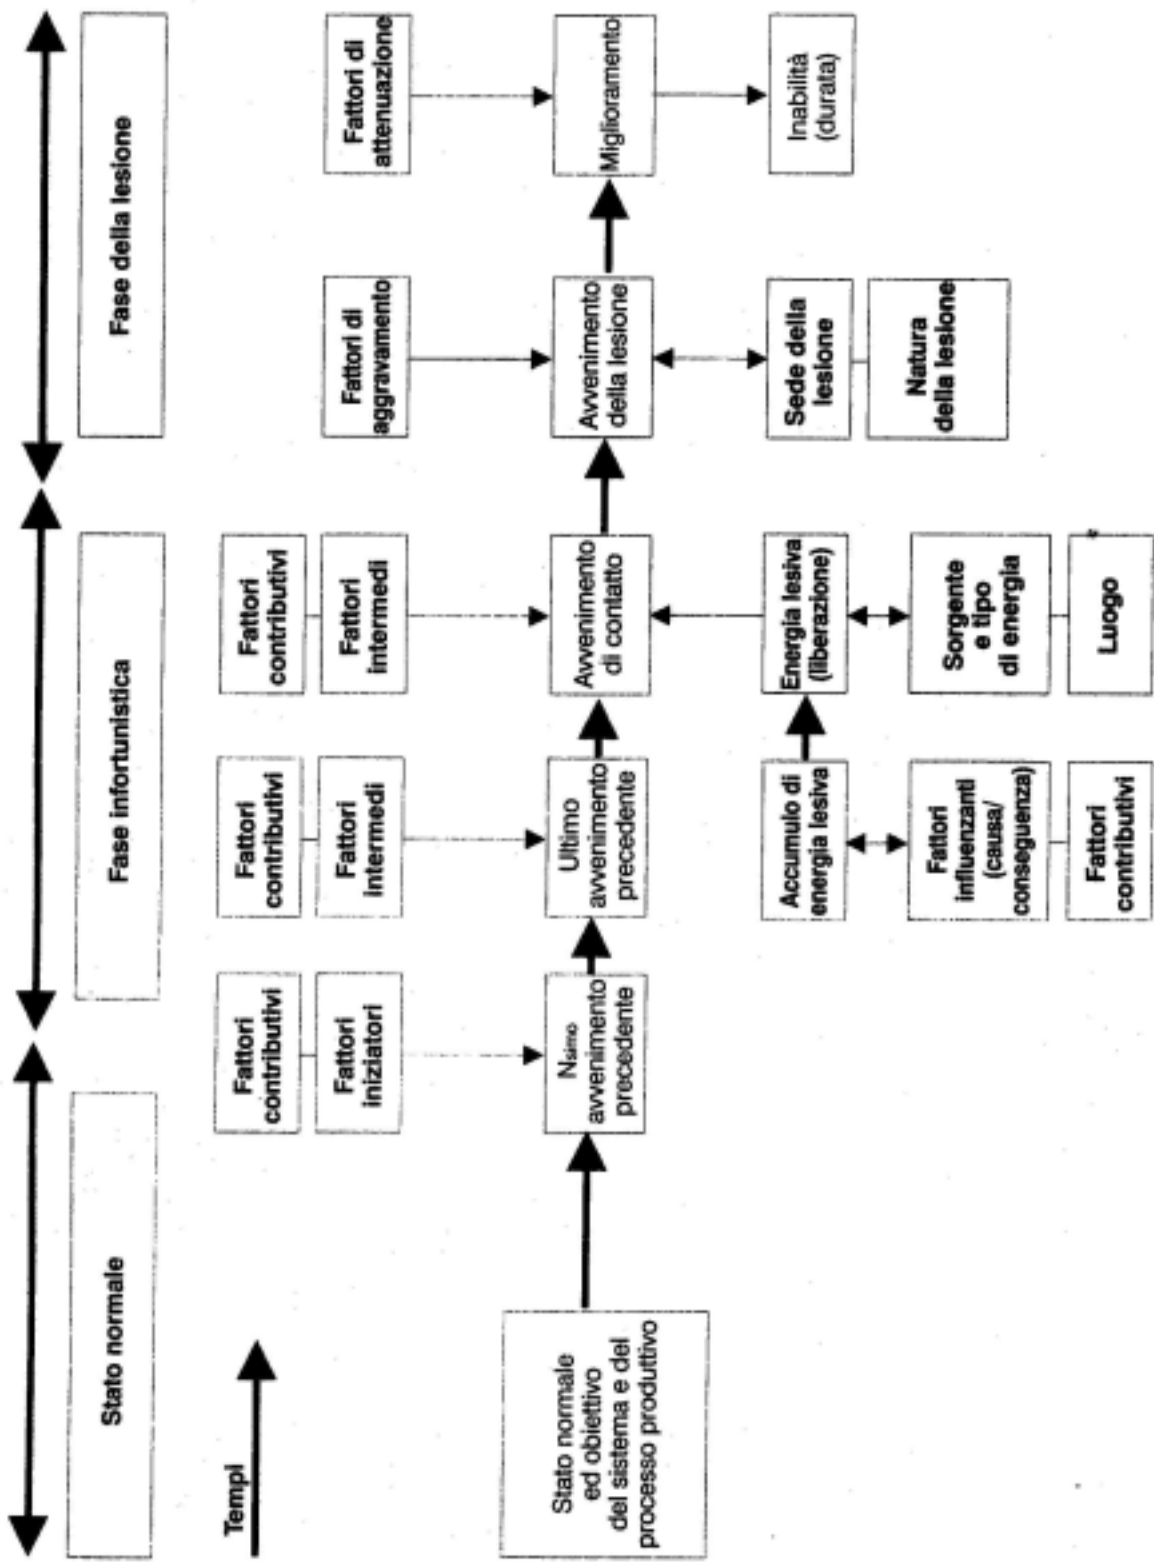 Stato normale
Fase infortunistica
Fase della lesione
Tempi
Fattori
contributivi
Fattori
contributivi
Fattori
contributivi
Fattori
iniziatori
Fattori
intermedi
Fattori
intermedi
Fattori di
aggravamento
Fattori di
attenuazione
Stato normale
ed obiettivo
del sistema e del
processo produttivo
Nsimo
avvenimento
precedente
Ultimo
avvenimento
precedente
Avvenimento
di contatto
Avvenimento
della lesione
Miglioramento
Accumulo di
energia lesiva
Energia lesiva
(liberazione)
Sede della
lesione
Inabilità
(durata)
Fattori
influenzanti
(causa/
conseguenza)
Sorgente
e tipo
di energia
Natura
della lesione
Fattori
contributivi
Luogo